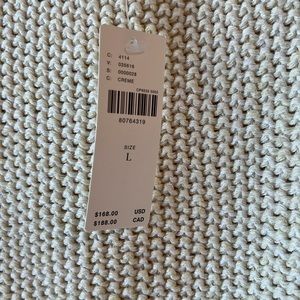 C: 4114
V: 035616
S: 0000028
C: CREME
80764319
SIZE
L
$168.00 USD
$168.00 CAD